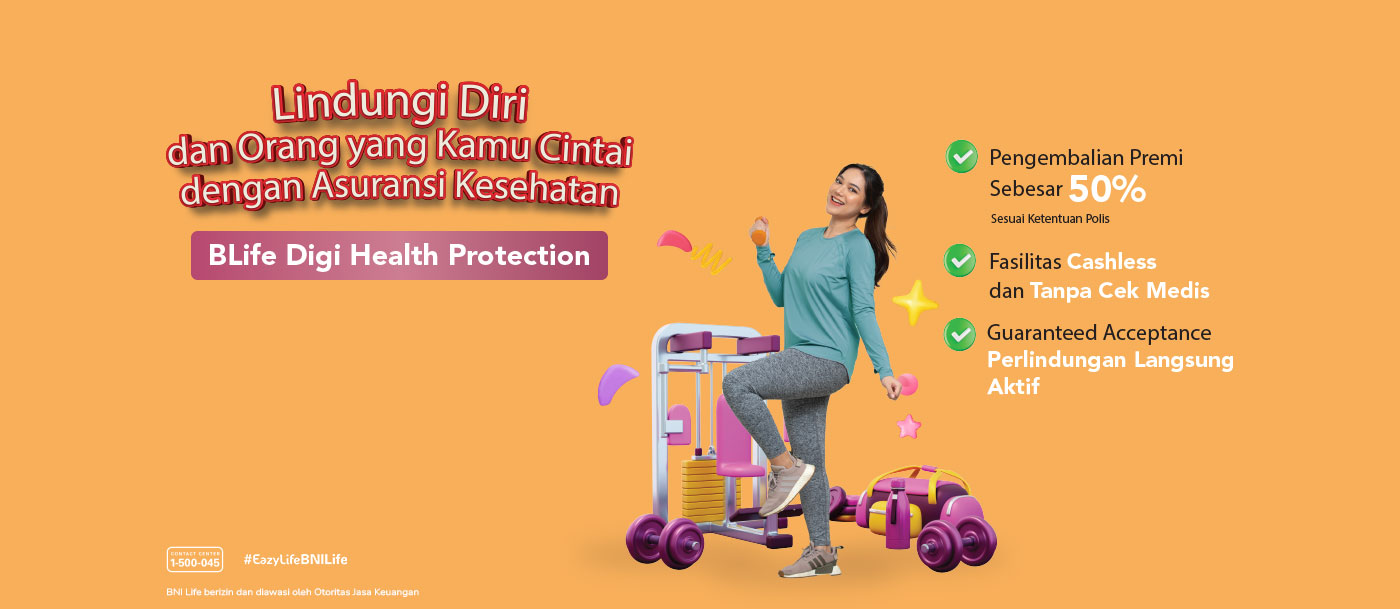 Lindungi Diri
dan Orang yang Kamu Cintai
dengan Asuransi Kesehatan
BLife Digi Health Protection
Pengembalian Premi
Sebesar 50%
Sesuai Ketentuan Polis
Fasilitas Cashless
dan Tanpa Cek Medis
Guaranteed Acceptance
Perlindungan Langsung
Aktif
CONTACT CENTER
1-500-045
#EazyLifeBNILife
BNI Life berizin dan diawasi oleh Otoritas Jasa Keuangan